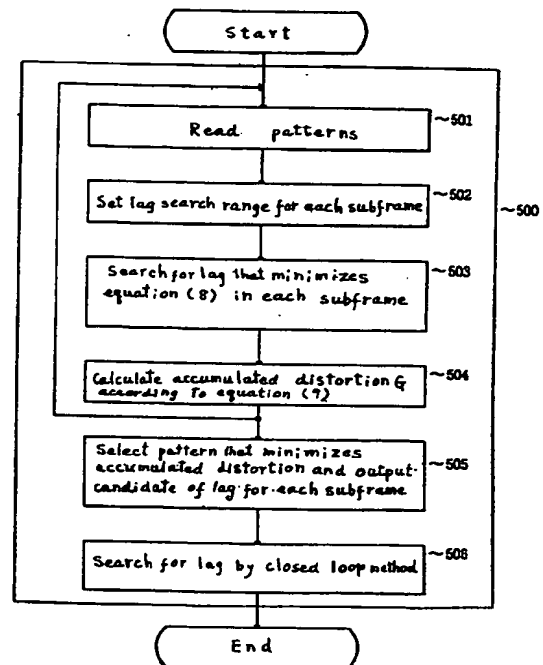 Start
Read patterns
~501
Set lag search range for each subframe
~502
~500
Search for lag that minimizes
equation (8) in each subframe
~503
Calculate accumulated distortion G
according to equation (9)
~504
Select pattern that minimizes
accumulated distortion and output
candidate of lag for each subframe
~505
Search for lag by closed loop method
~506
End